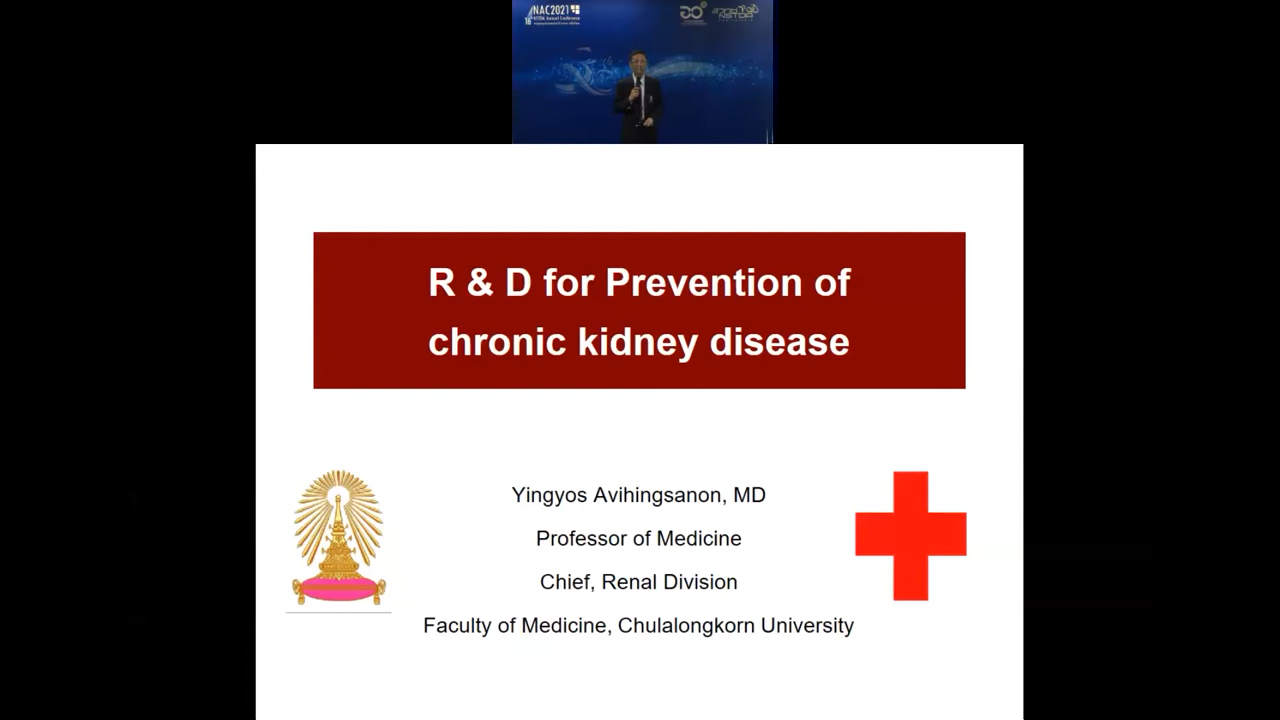 NAC2021
R & D for Prevention of
chronic kidney disease
Yingyos Avihingsanon, MD
Professor of Medicine
Chief, Renal Division
Faculty of Medicine, Chulalongkorn University